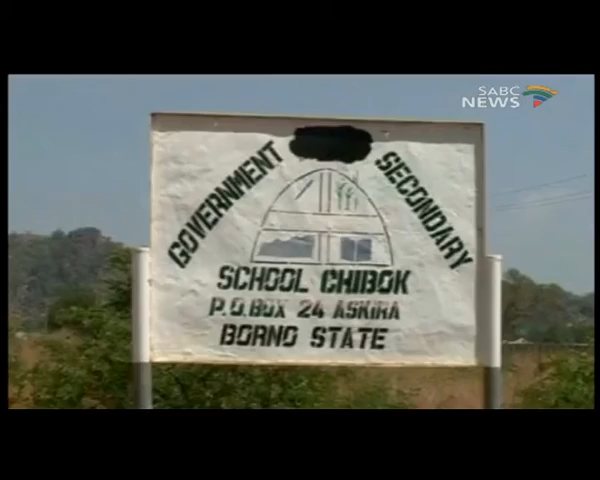 SABC
NEWS
GOVERNMENT SECONDARY
SCHOOL CHIBOK
P.O.BOX 24 ASKIRA
BORNO STATE